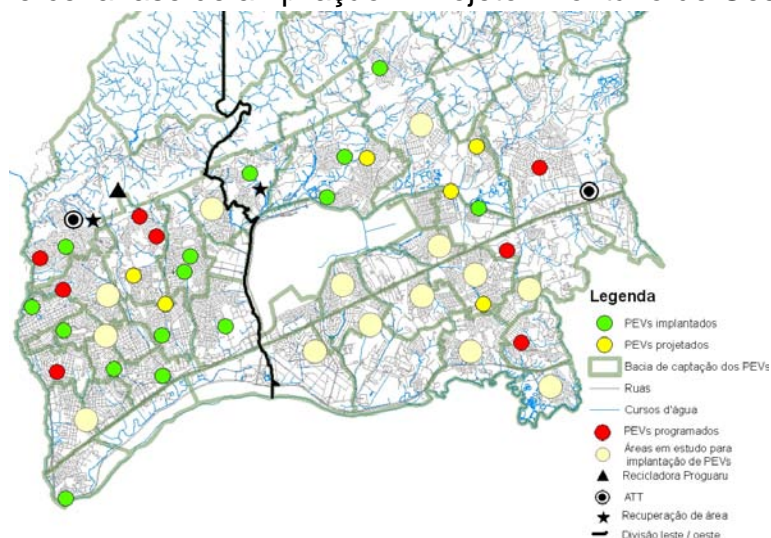 Legenda
PEVs implantados
PEVs projetados
Bacia de captação dos PEVs
Ruas
Cursos d'água
PEVs programados
Áreas em estudo para
implantação de PEVs
Recicladora Proguaru
ATT
Recuperação de área
Divisão leste / oeste